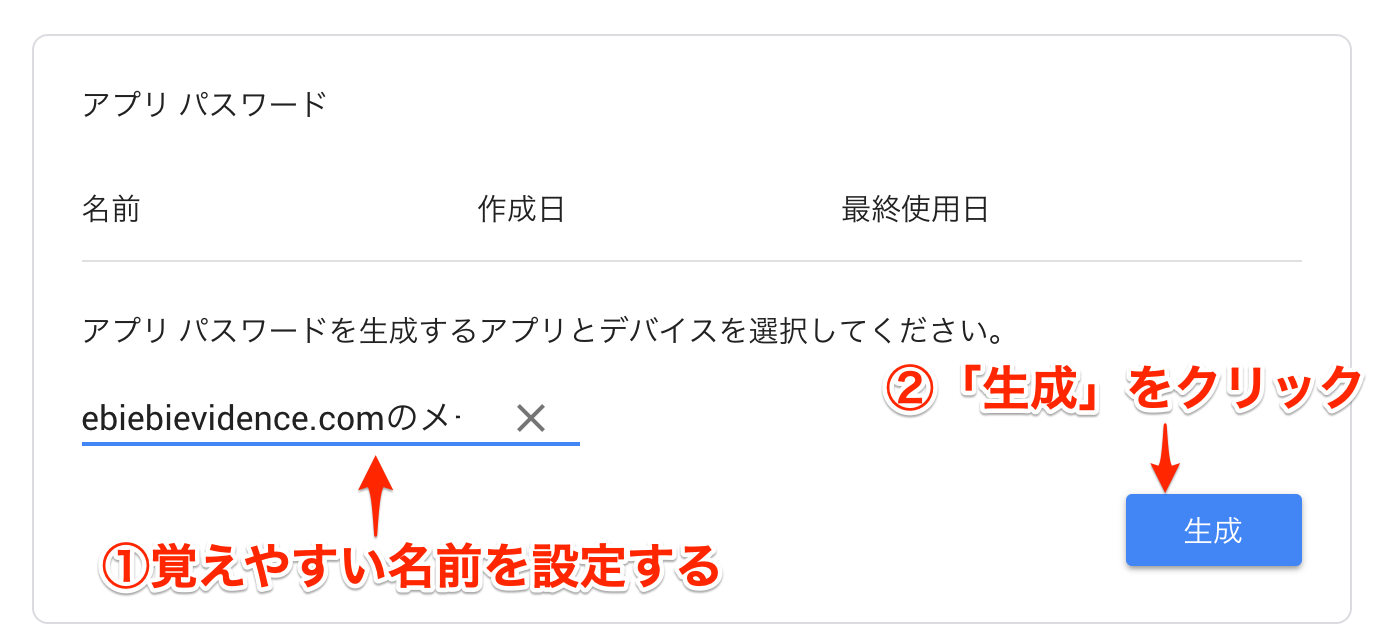 アプリ パスワード
名前 作成日 最終使用日
アプリ パスワードを生成するアプリとデバイスを選択してください。
②「生成」をクリック
ebiebievidence.comのメ
①覚えやすい名前を設定する
生成